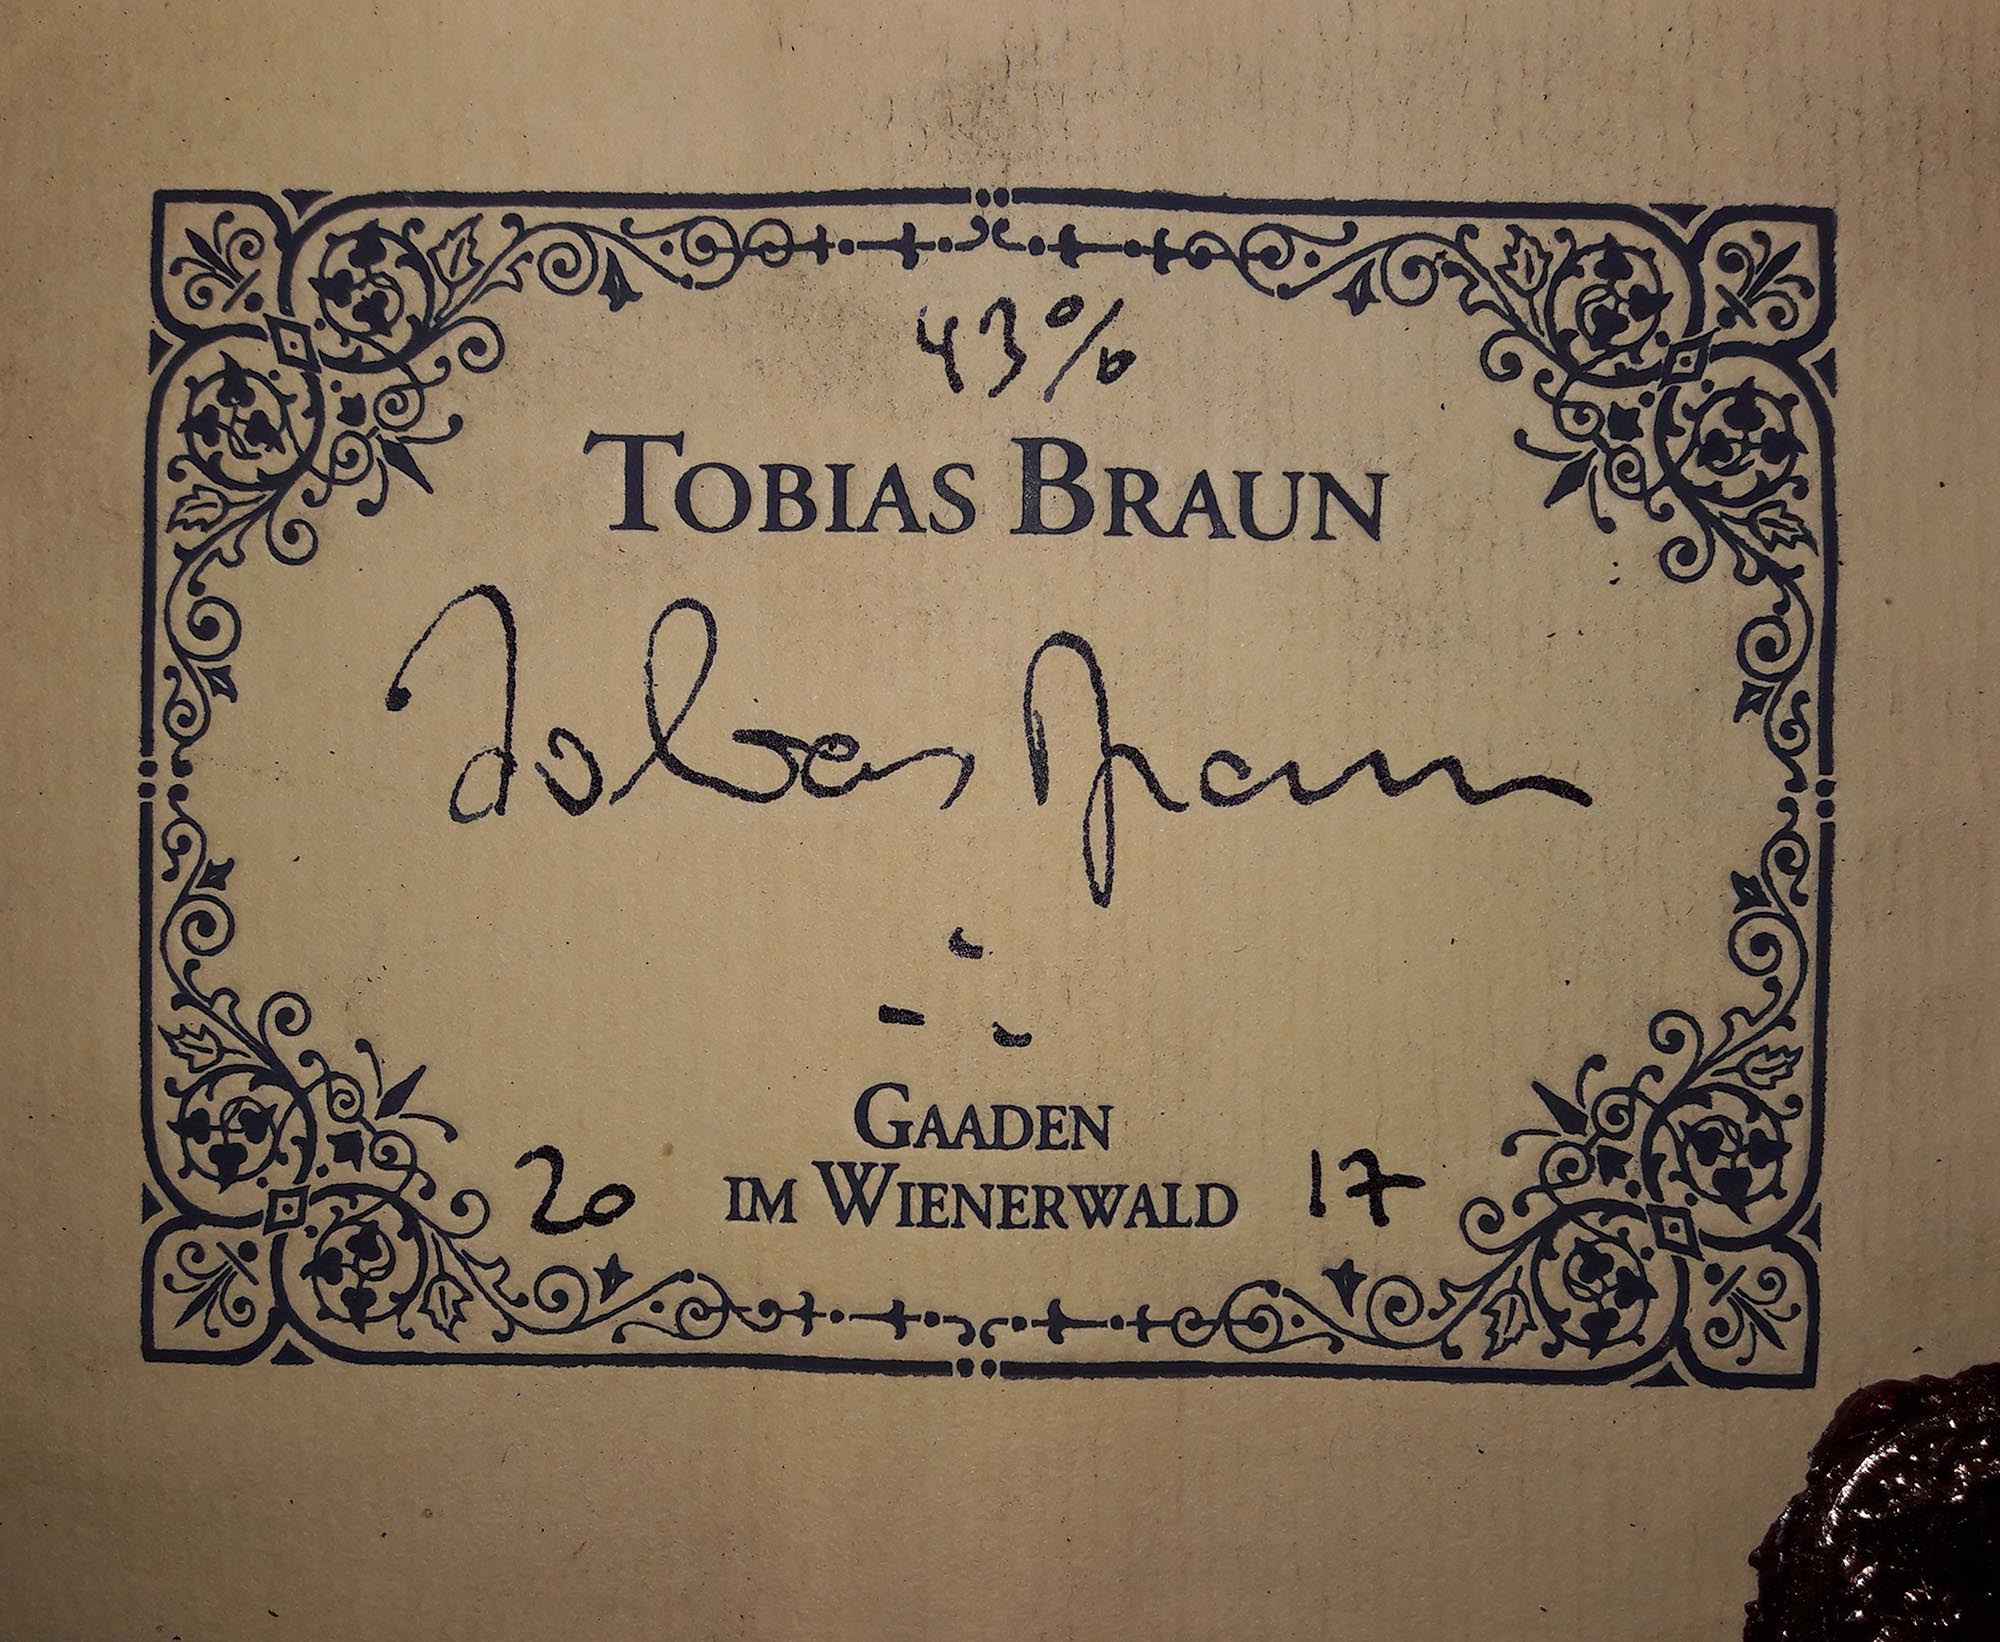 43%
TOBIAS BRAUN
Tobias Braun
GAADEN
20 IM WIENERWALD 17